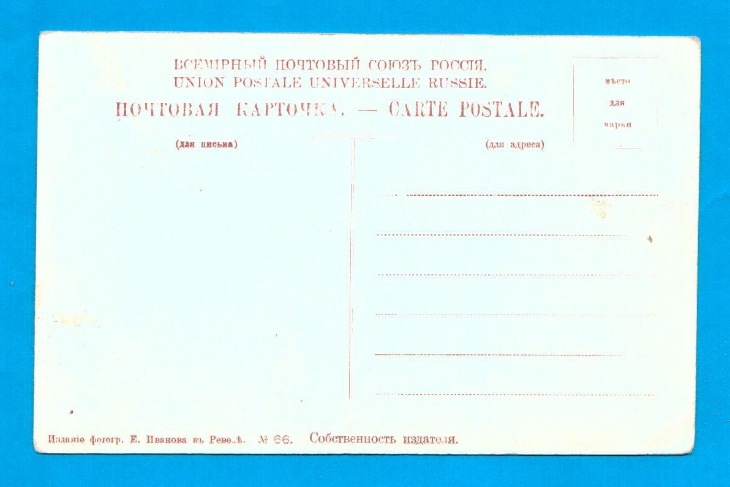 ВСЕМІРНЫЙ ПОЧТОВЫЙ СОЮЗЪ РОССІЯ.
UNION POSTALE UNIVERSELLE RUSSIE.
ПОЧТОВАЯ КАРТОЧКА. — CARTE POSTALE.
мѣсто
для
марки
(для письма)
(для адреса)
Изданіе фотогр. Е. Иванова въ Ревелѣ. № 66. Собственность издателя.